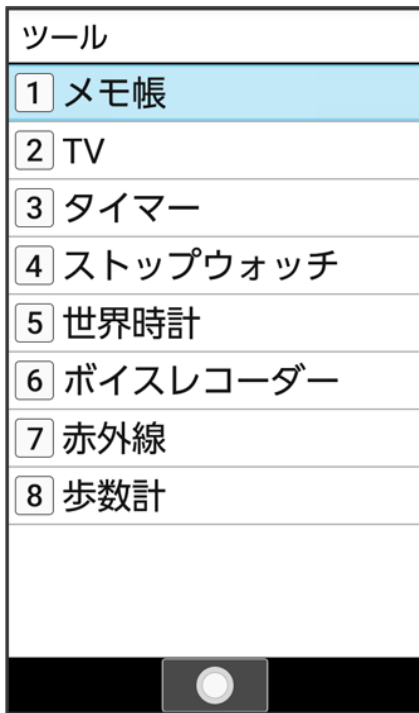 ツール
1 メモ帳
2 TV
3 タイマー
4 ストップウォッチ
5 世界時計
6 ボイスレコーダー
7 赤外線
8 歩数計